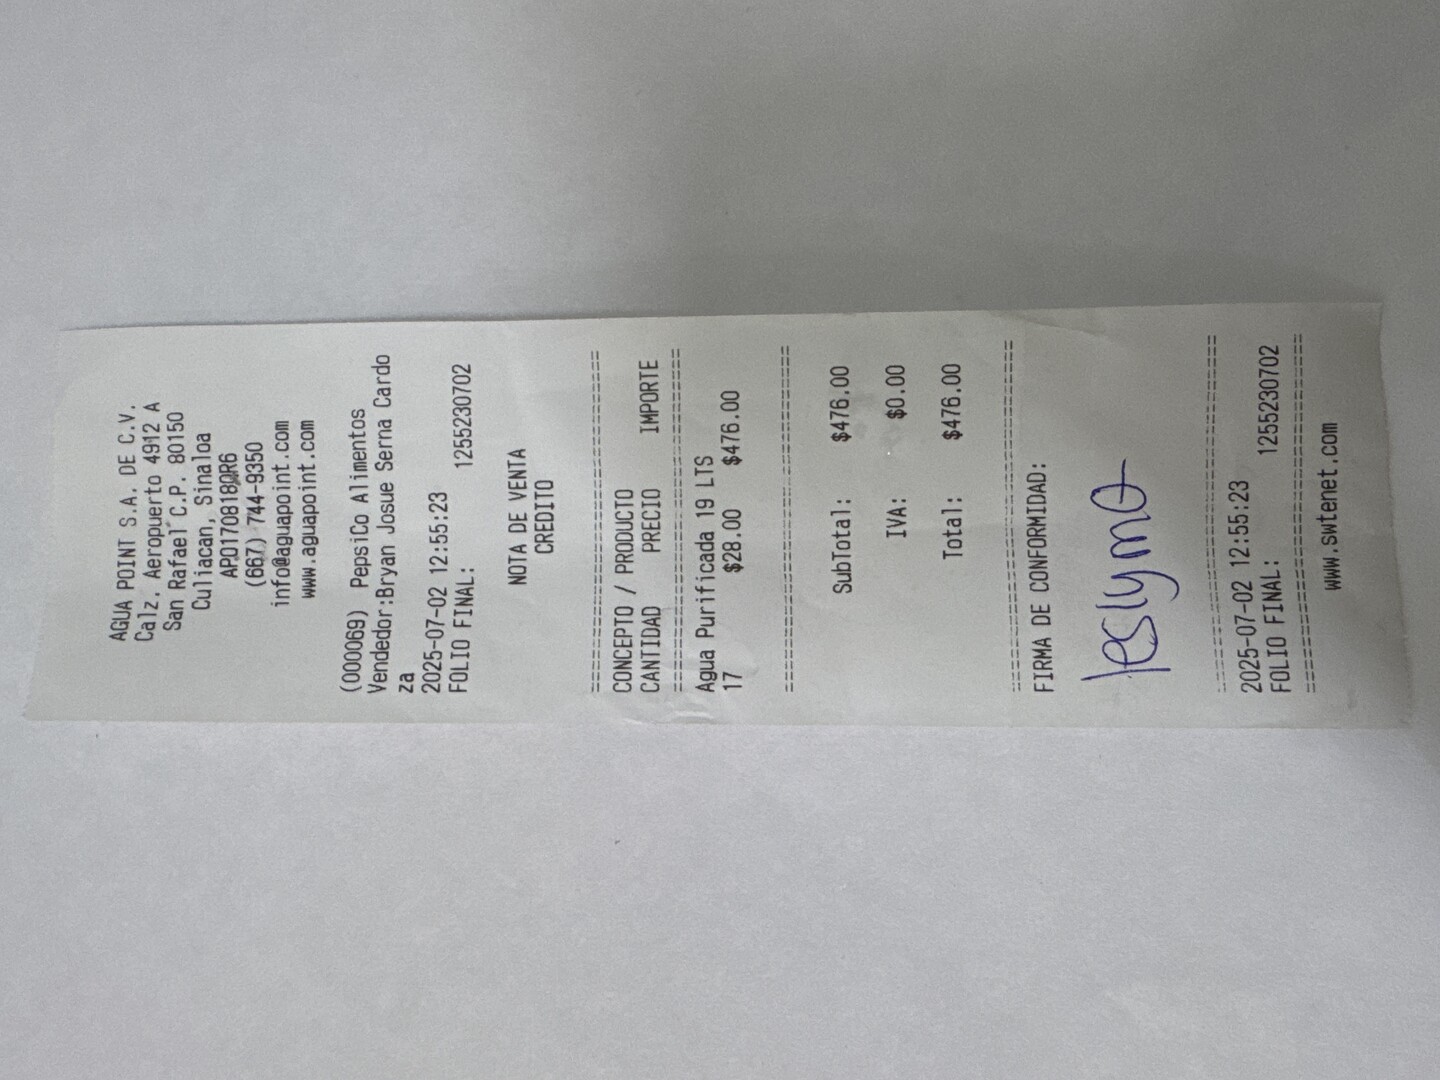 AGUA POINT S.A. DE C.V.
Calz. Aeropuerto 4912 A
San Rafael C.P. 80150
Culiacan, Sinaloa
APO170818QR6
(667) 744-9350
info@aguapoint.com
www.aguapoint.com
(000069) PepsiCo Alimentos
Vendedor:Bryan Josue Serna Cardo
za
2025-07-02 12:55:23
FOLIO FINAL: 1255230702
NOTA DE VENTA
CREDITO
CONCEPTO / PRODUCTO
CANTIDAD PRECIO IMPORTE
Agua Purificada 19 LTS
17 $28.00 $476.00
SubTotal: $476.00
IVA: $0.00
Total: $476.00
FIRMA DE CONFORMIDAD:
leslyma
2025-07-02 12:55:23
FOLIO FINAL: 1255230702
www.swtenet.com